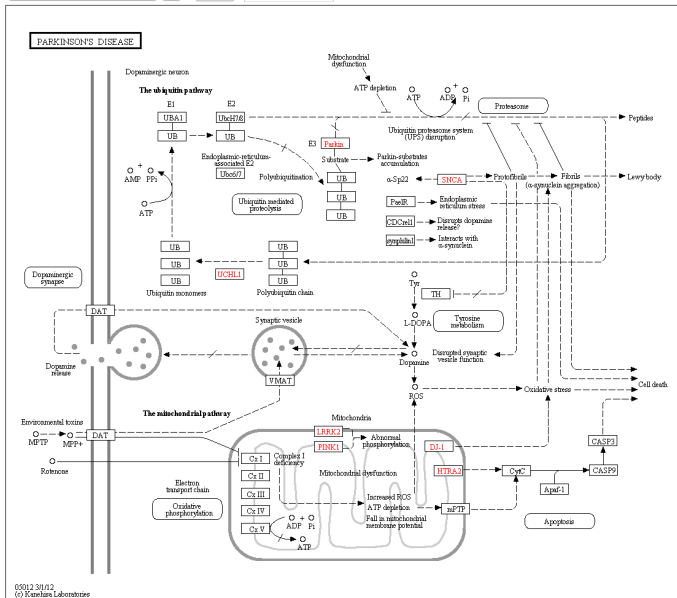 PARKINSON'S DISEASE
Dopaminergic neuron
The ubiquitin pathway
E1
UBA1
UB
E2
UbcH7/8
UB
Endoplasmic-reticulum-
associated E2
Ubc6/7
AMP + PPi
ATP
Polyubiquitination
Ubiquitin mediated
proteolysis
Mitochondrial
dysfunction
ATP depletion
ATP
ADP + Pi
Proteasome
Peptides
Ubiquitin proteasome system
(UPS) disruption
E3
Parkin
Substrate
Parkin-substrates
accumulation
UB
UB
UB
α-Sp22
SNCA
Protofibrils
Fibrils
(α-synuclein aggregation)
Lewy body
PaelR
Endoplasmic
reticulum stress
CDCrel1
Disrupts dopamine
release?
synphilin1
Interacts with
α-synuclein
UB
UB
UB
Ubiquitin monomers
UCHL1
UB
UB
UB
Polyubiquitin chain
Dopaminergic
synapse
DAT
Dopamine
release
Synaptic vesicle
VMAT
Tyr
TH
L-DOPA
Tyrosine
metabolism
Dopamine
Disrupted synaptic
vesicle function
ROS
Oxidative stress
Cell death
The mitochondrial pathway
Environmental toxins
MPTP
MPP+
DAT
Rotenone
Mitochondria
LRRK2
PINK1
Abnormal
phosphorylation
DJ-1
HTRA2
Cx I
Complex I
deficiency
Cx II
Cx III
Cx IV
Cx V
Electron
transport chain
Oxidative
phosphorylation
Mitochondrial dysfunction
Increased ROS
ATP depletion
Fall in mitochondrial
membrane potential
ADP + Pi
ATP
mPTP
CytC
Apaf-1
CASP9
CASP3
Apoptosis
05012 3/1/12
(c) Kanehisa Laboratories